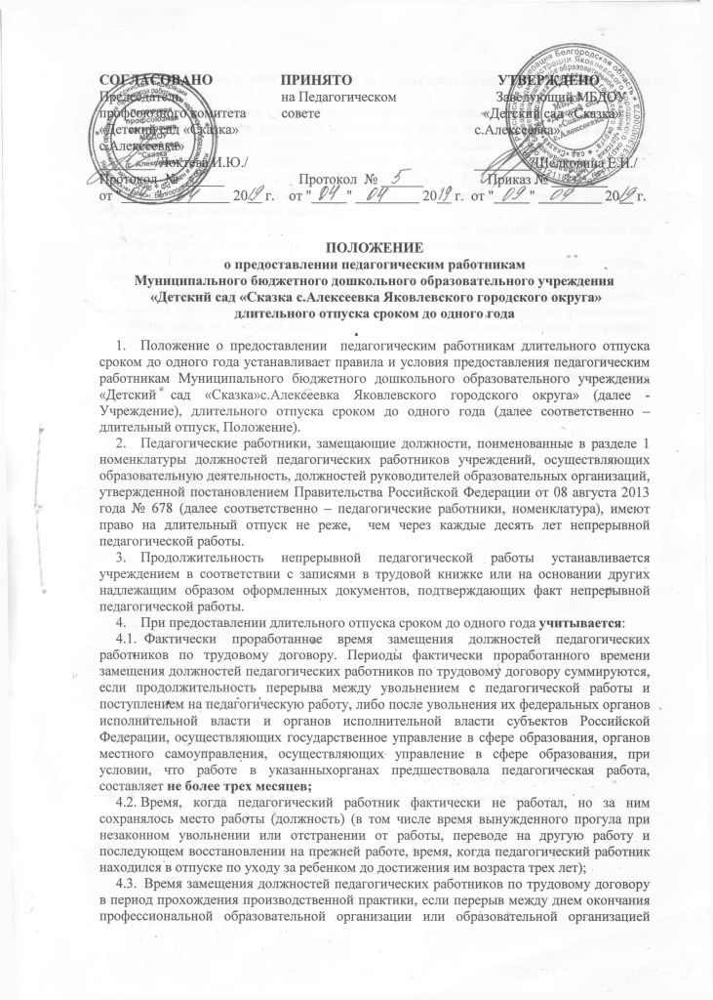 СОГЛАСОВАНО ПРИНЯТО УТВЕРЖДЕНО
Председатель на Педагогическом Заведующий МБДОУ
профсоюзного комитета совете «Детский сад «Сказка»
«Детский сад «Сказка» с.Алексеевка»
с.Алексеевка»
/Локтева И.Ю./ /Щелковина Е.И./
Протокол № Протокол № 5 Приказ №
от " " 2019 г. от "04" 2019 г. от "09" 09 2019 г.
ПОЛОЖЕНИЕ
о предоставлении педагогическим работникам
Муниципального бюджетного дошкольного образовательного учреждения
«Детский сад «Сказка с.Алексеевка Яковлевского городского округа»
длительного отпуска сроком до одного года
1. Положение о предоставлении педагогическим работникам длительного отпуска
сроком до одного года устанавливает правила и условия предоставления педагогическим
работникам Муниципального бюджетного дошкольного образовательного учреждения
«Детский сад «Сказка»с.Алексеевка Яковлевского городского округа» (далее -
Учреждение), длительного отпуска сроком до одного года (далее соответственно –
длительный отпуск, Положение).
2. Педагогические работники, замещающие должности, поименованные в разделе 1
номенклатуры должностей педагогических работников учреждений, осуществляющих
образовательную деятельность, должностей руководителей образовательных организаций,
утвержденной постановлением Правительства Российской Федерации от 08 августа 2013
года № 678 (далее соответственно – педагогические работники, номенклатура), имеют
право на длительный отпуск не реже, чем через каждые десять лет непрерывной
педагогической работы.
3. Продолжительность непрерывной педагогической работы устанавливается
учреждением в соответствии с записями в трудовой книжке или на основании других
надлежащим образом оформленных документов, подтверждающих факт непрерывной
педагогической работы.
4. При предоставлении длительного отпуска сроком до одного года учитывается:
4.1. Фактически проработанное время замещения должностей педагогических
работников по трудовому договору. Периоды фактически проработанного времени
замещения должностей педагогических работников по трудовому договору суммируются,
если продолжительность перерыва между увольнением с педагогической работы и
поступлением на педагогическую работу, либо после увольнения их федеральных органов
исполнительной власти и органов исполнительной власти субъектов Российской
Федерации, осуществляющих государственное управление в сфере образования, органов
местного самоуправления, осуществляющих управление в сфере образования, при
условии, что работе в указанныхорганах предшествовала педагогическая работа,
составляет не более трех месяцев;
4.2. Время, когда педагогический работник фактически не работал, но за ним
сохранялось место работы (должность) (в том числе время вынужденного прогула при
незаконном увольнении или отстранении от работы, переводе на другую работу и
последующем восстановлении на прежней работе, время, когда педагогический работник
находился в отпуске по уходу за ребенком до достижения им возраста трех лет);
4.3. Время замещения должностей педагогических работников по трудовому договору
в период прохождения производственной практики, если перерыв между днем окончания
профессиональной образовательной организации или образовательной организацией